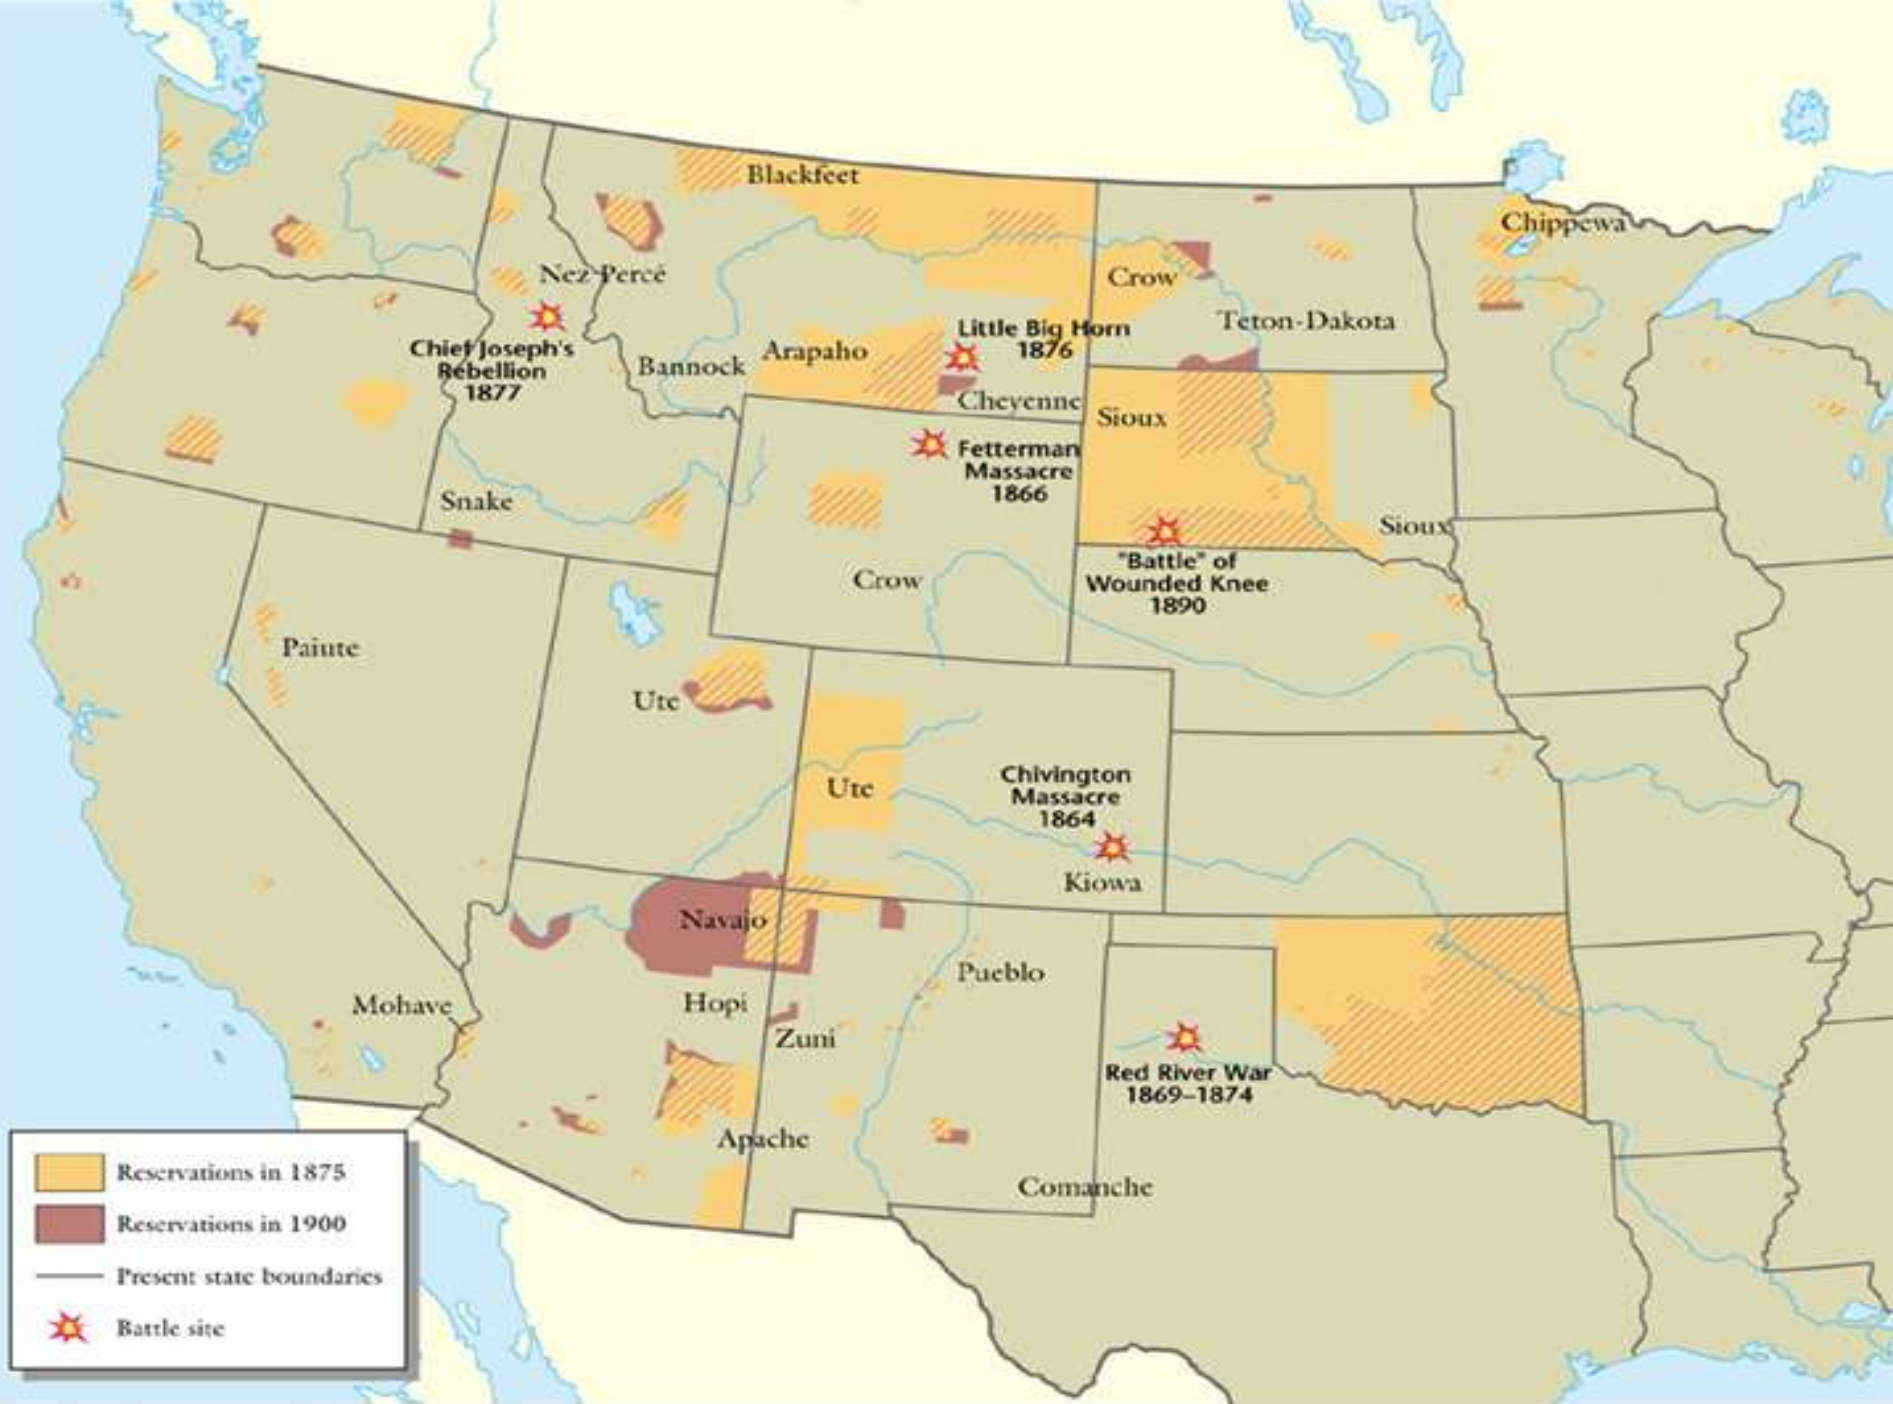 Blackfeet
Chippewa
Nez Percé
Crow
Chief Joseph's
Rebellion
1877
Bannock
Arapaho
Little Big Horn
1876
Teton-Dakota
Cheyenne
Sioux
Fetterman
Massacre
1866
Snake
Sioux
Crow
"Battle" of
Wounded Knee
1890
Paiute
Ute
Ute
Chivington
Massacre
1864
Kiowa
Navajo
Pueblo
Mohave
Hopi
Zuni
Red River War
1869–1874
Apache
Comanche
Reservations in 1875
Reservations in 1900
Present state boundaries
Battle site